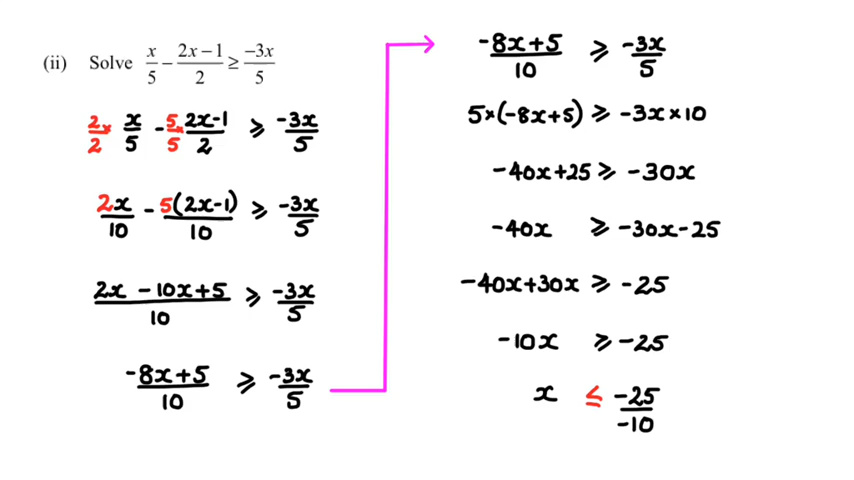 (ii) Solve x/5 - (2x-1)/2 ≥ -3x/5
2/2 × x/5 - 5/5 × (2x-1)/2 ≥ -3x/5
2x/10 - 5(2x-1)/10 ≥ -3x/5
(2x - 10x + 5)/10 ≥ -3x/5
(-8x+5)/10 ≥ -3x/5
(-8x+5)/10 ≥ -3x/5
5×(-8x+5) ≥ -3x×10
-40x+25 ≥ -30x
-40x ≥ -30x-25
-40x+30x ≥ -25
-10x ≥ -25
x ≤ -25/-10